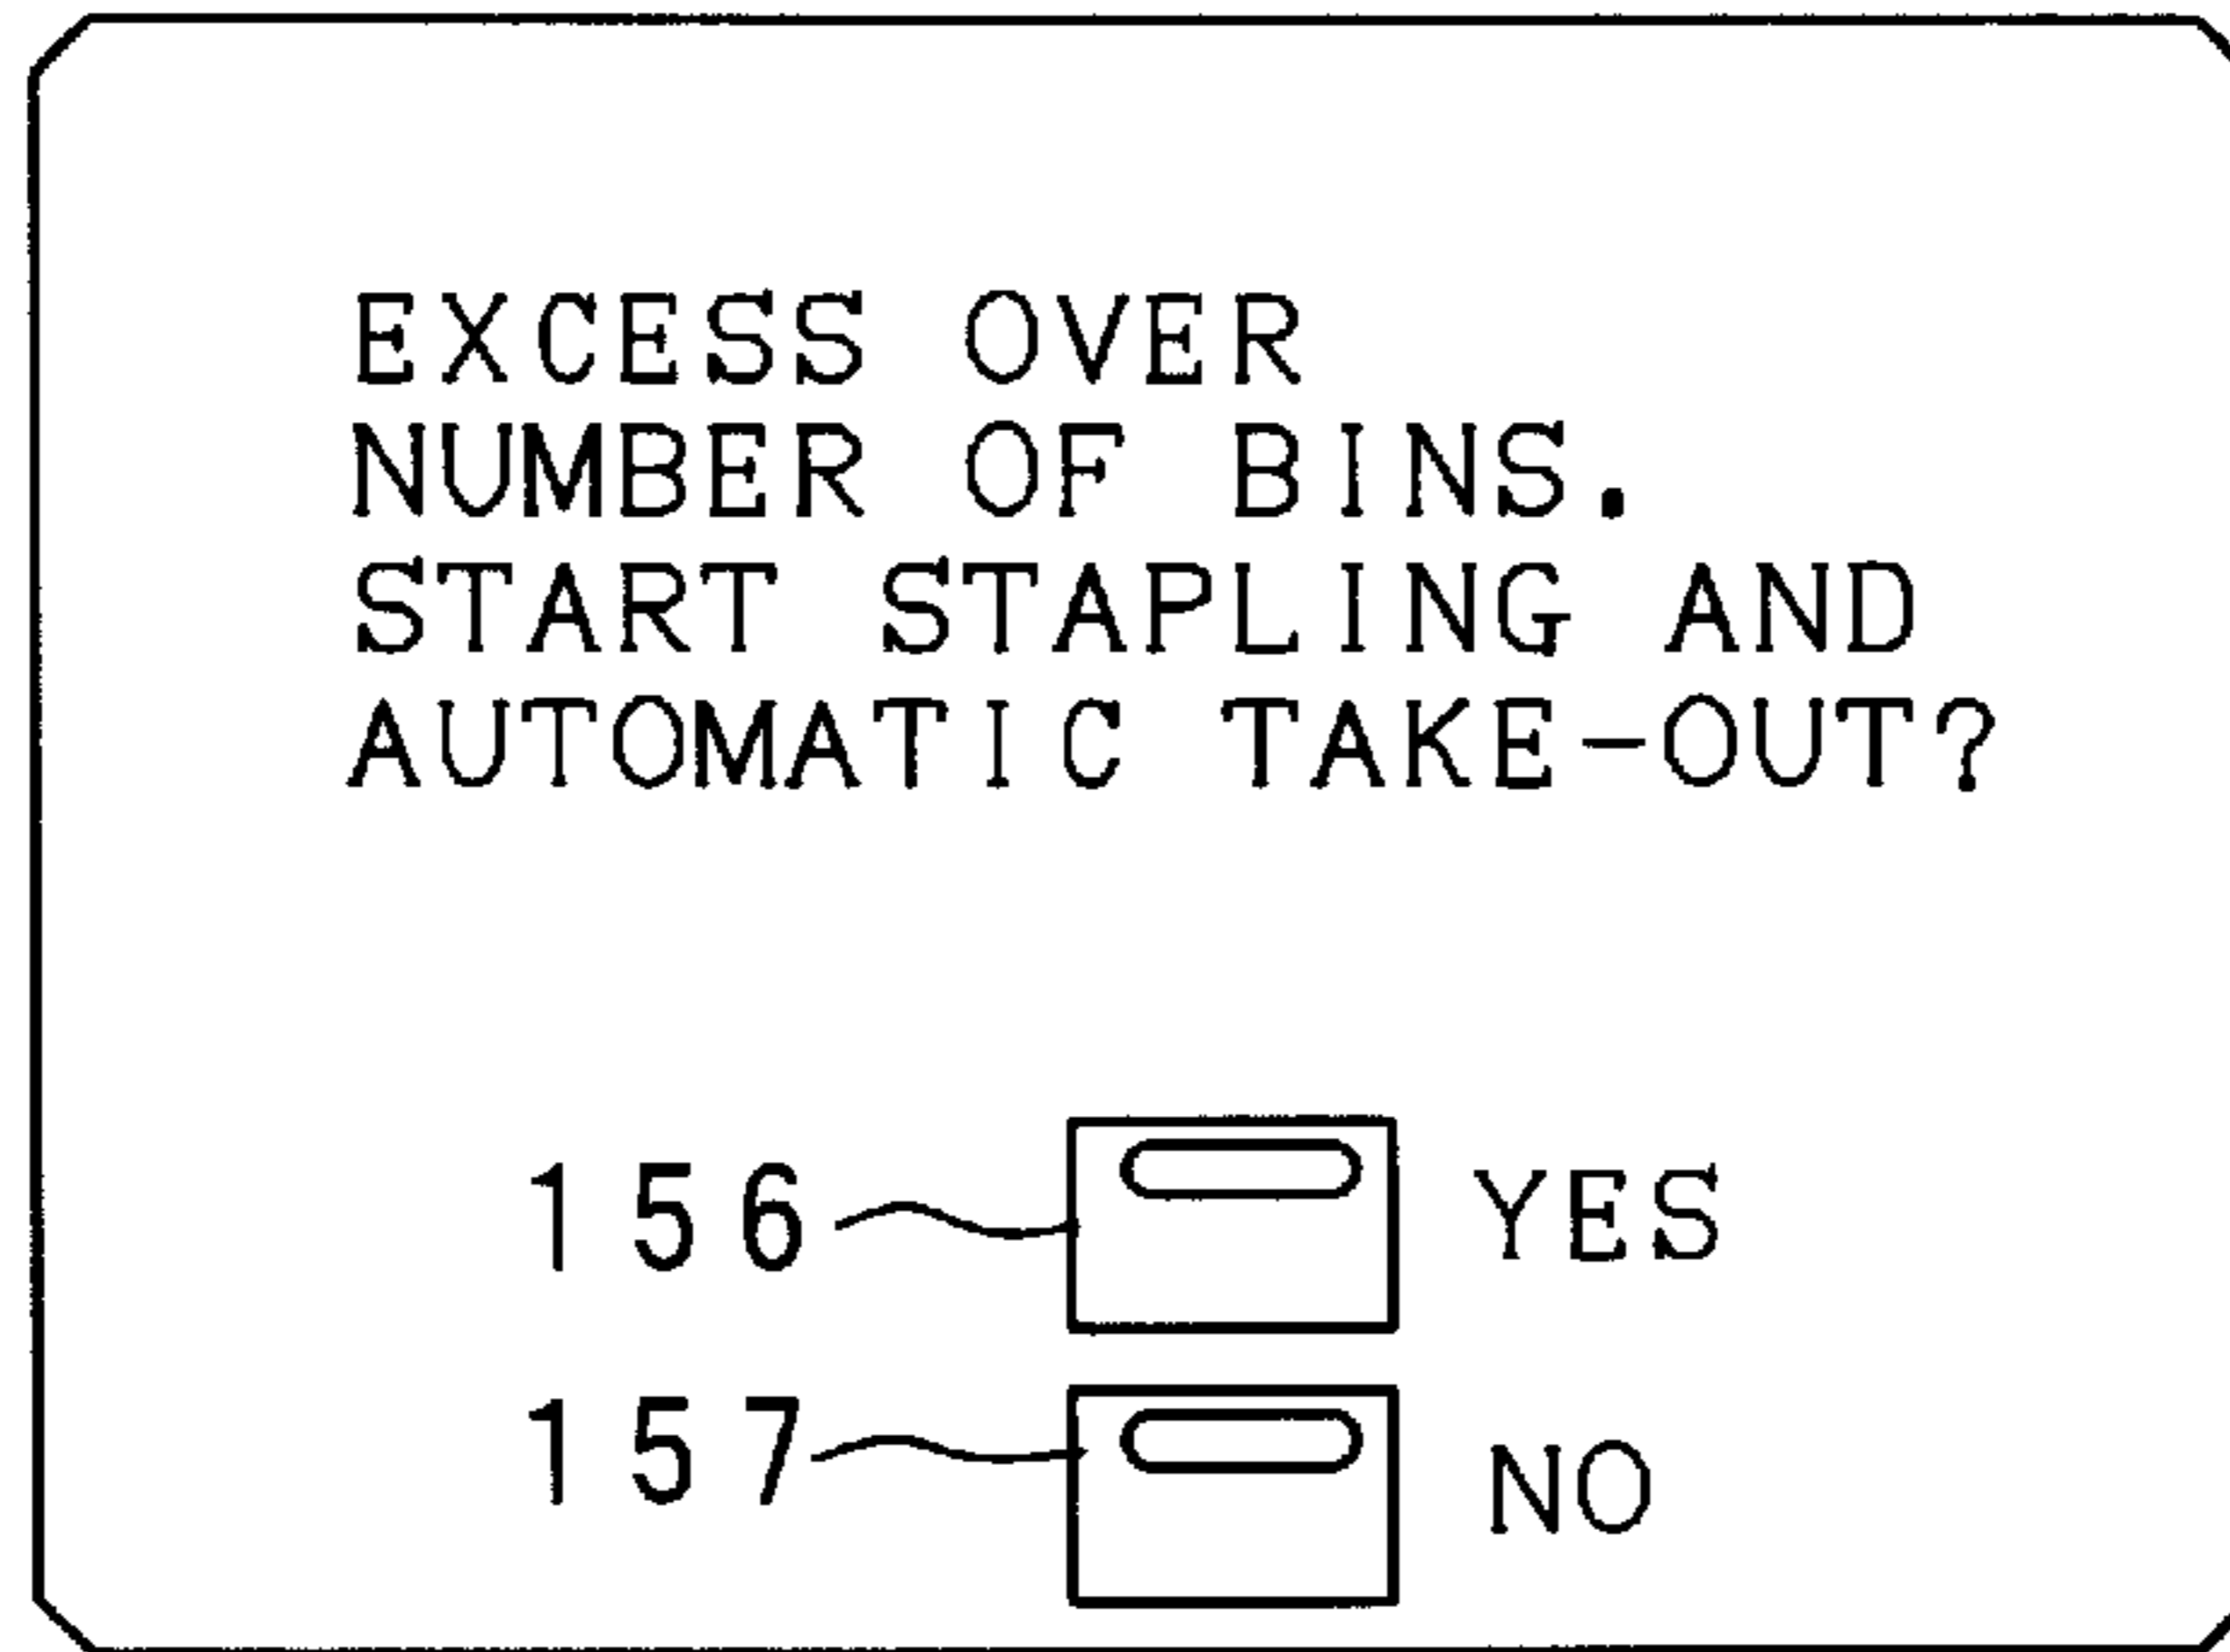 EXCESS OVER
NUMBER OF BINS.
START STAPLING AND
AUTOMATIC TAKE-OUT?
156 YES
157 NO